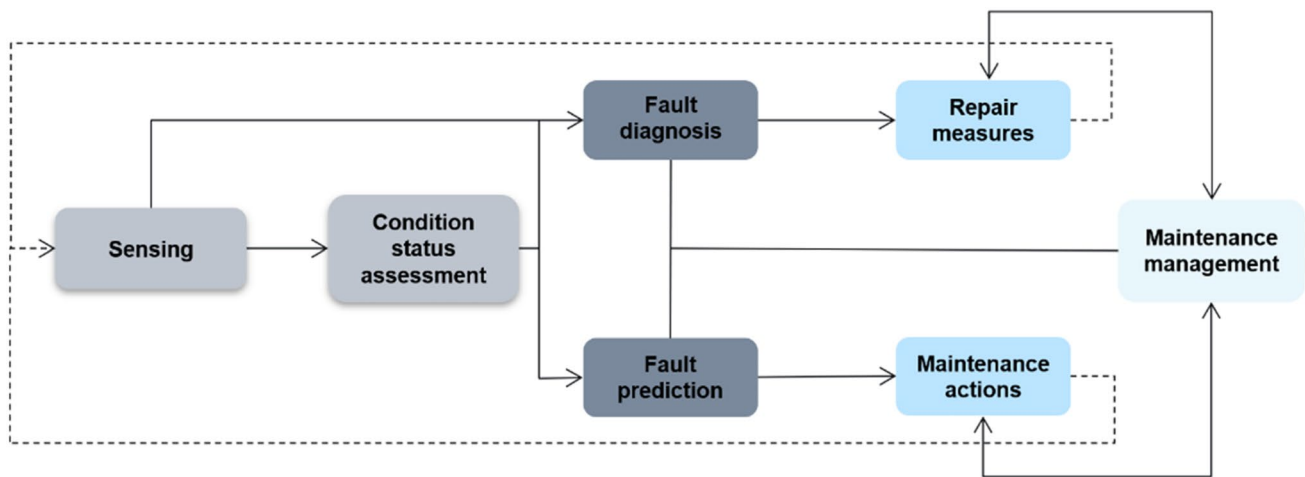 Fault
diagnosis
Repair
measures
Sensing
Condition
status
assessment
Maintenance
management
Fault
prediction
Maintenance
actions